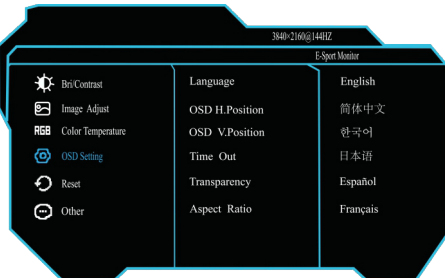 3840×2160@144HZ
E-Sport Monitor
Bri/Contrast
Image Adjust
RGB Color Temperature
OSD Setting
Reset
Other
Language
OSD H.Position
OSD V.Position
Time Out
Transparency
Aspect Ratio
English
简体中文
한국어
日本语
Español
Français